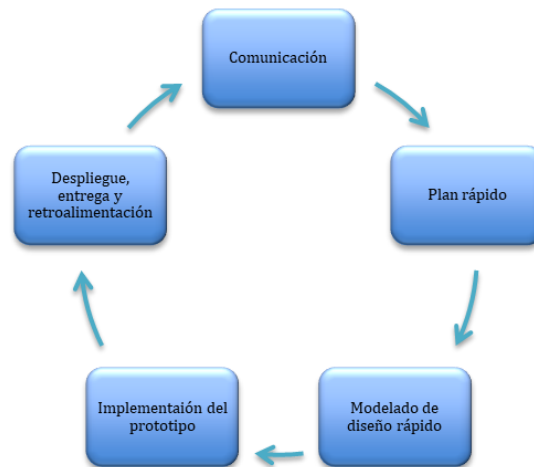 Comunicación
Plan rápido
Modelado de
diseño rápido
Implementaión del
prototipo
Despliegue,
entrega y
retroalimentación